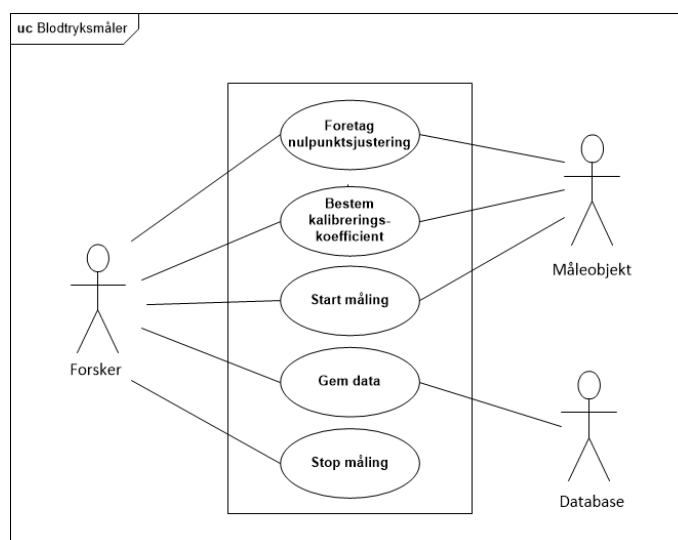 uc Blodtryksmåler
Foretag
nulpunktsjustering
Bestem
kalibrerings-
koefficient
Start måling
Gem data
Stop måling
Forsker
Måleobjekt
Database